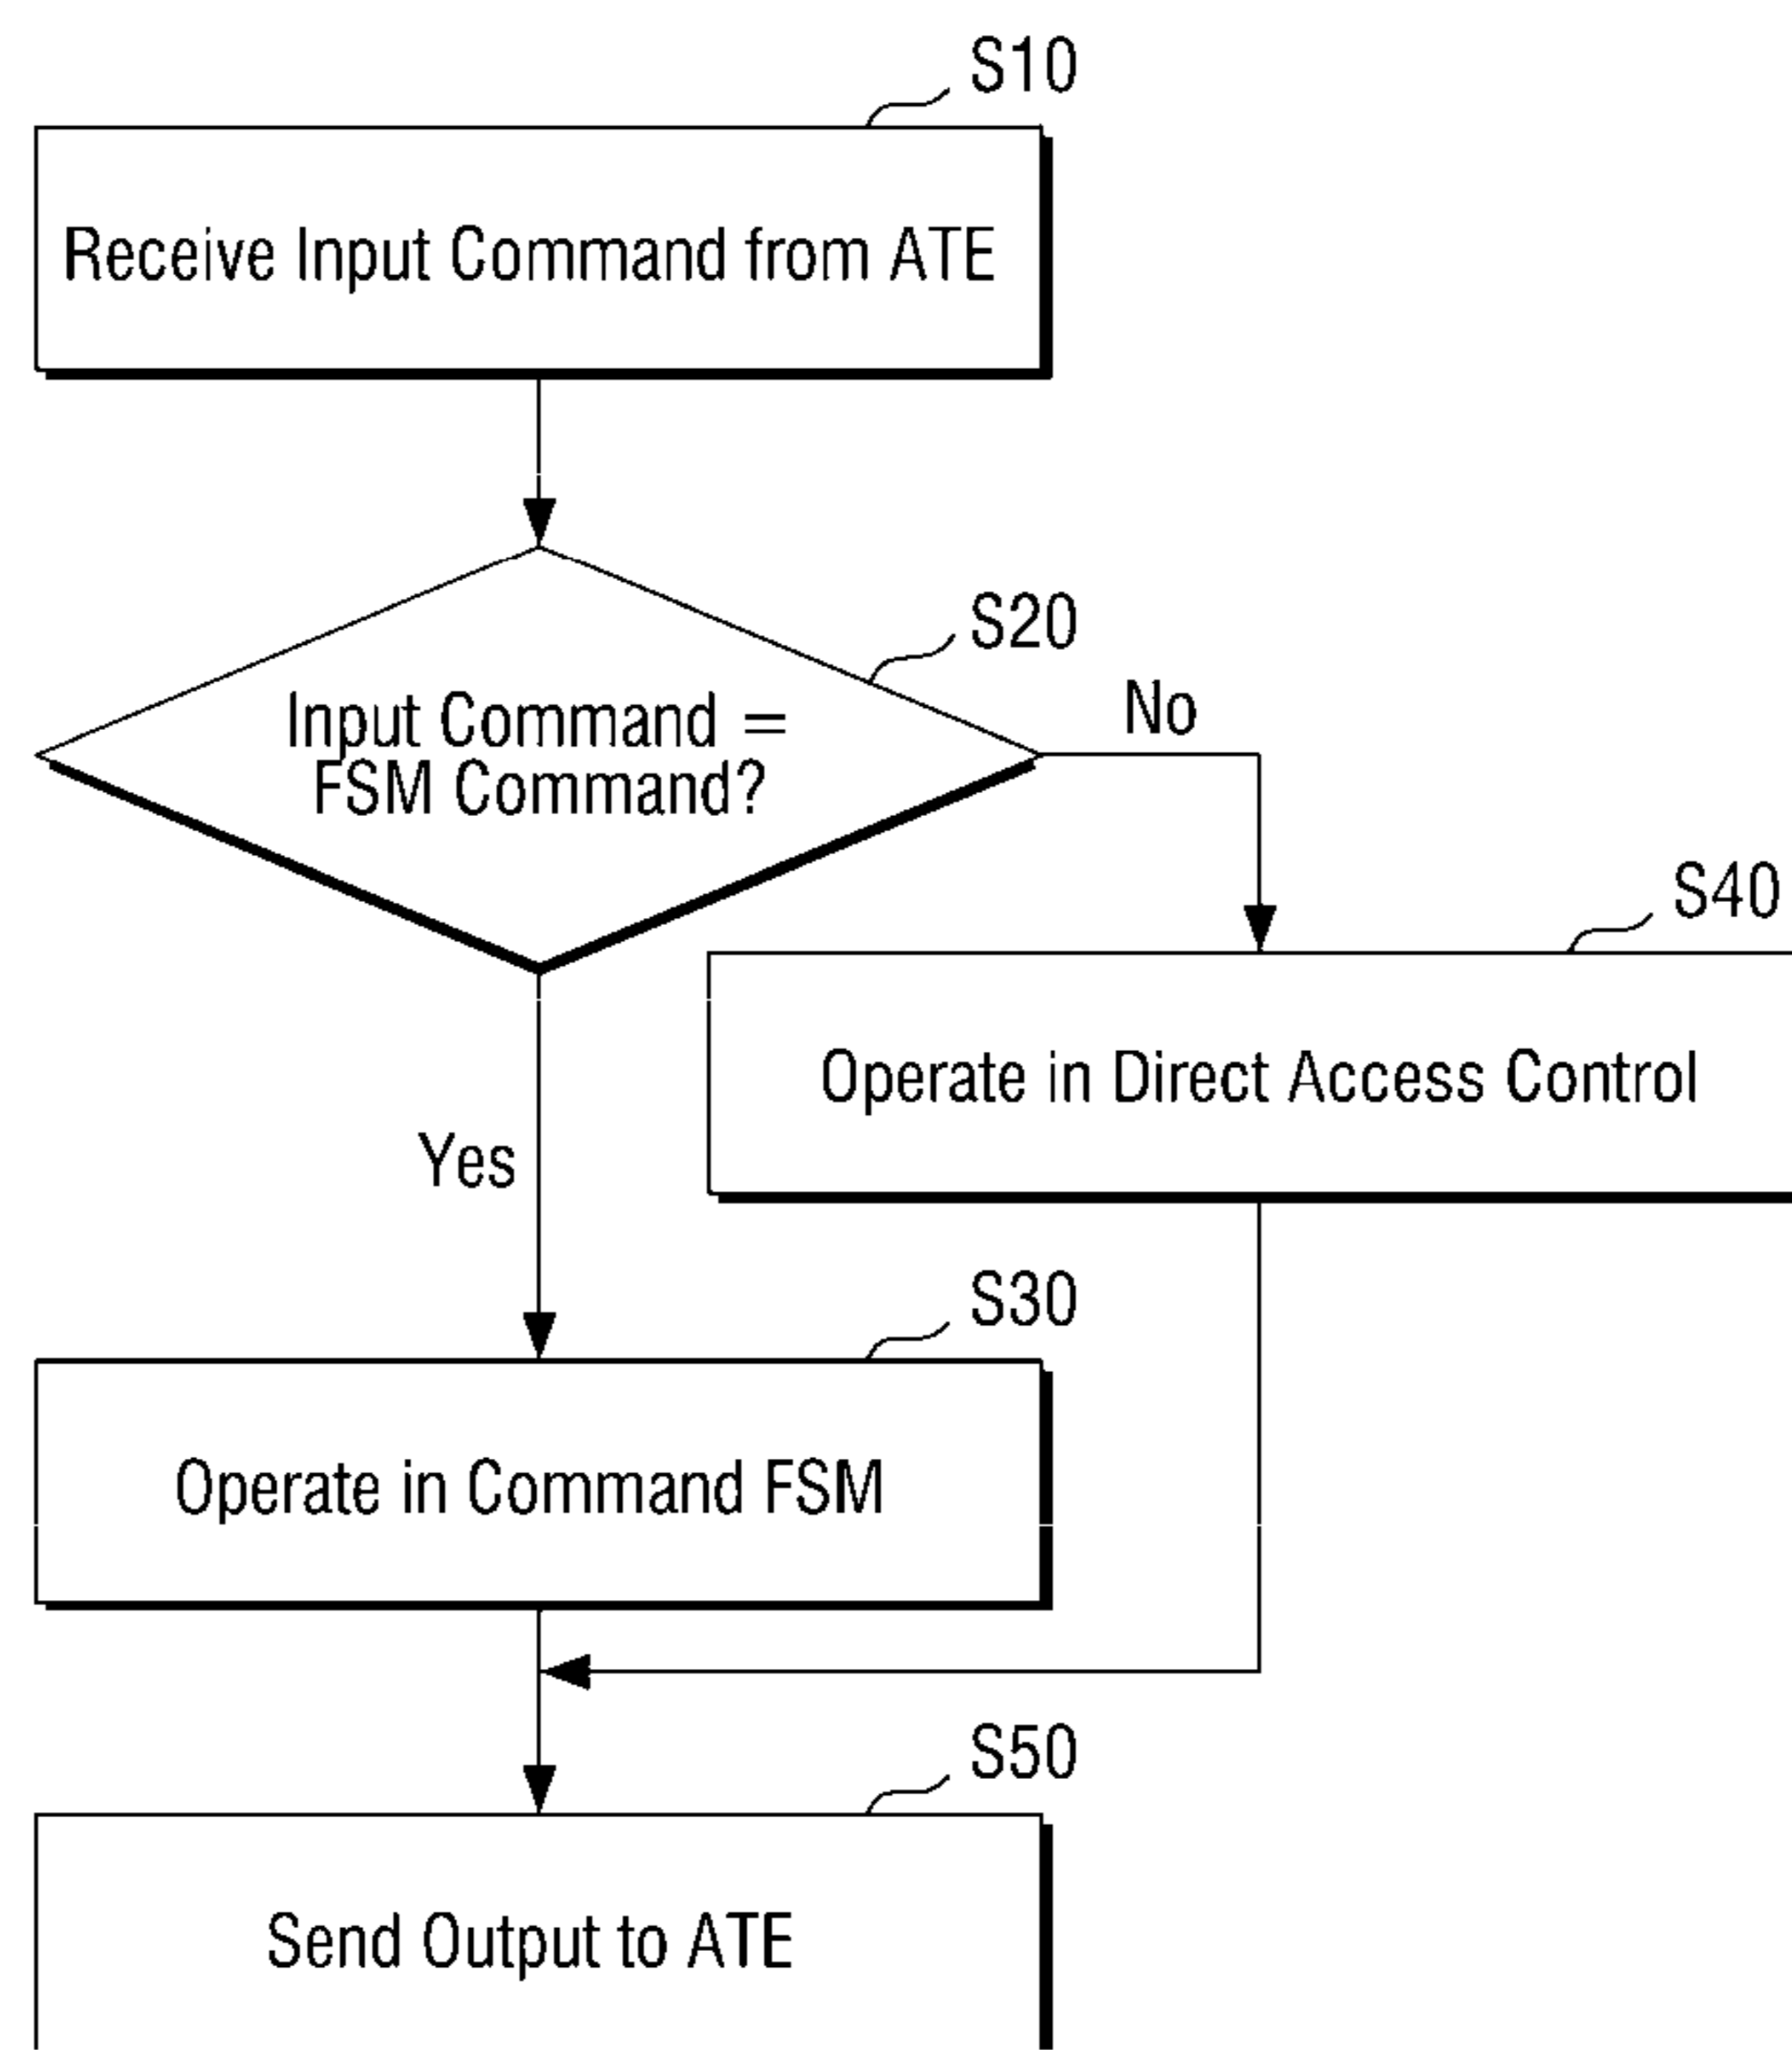 S10
Receive Input Command from ATE
S20
Input Command =
FSM Command?
No
S40
Operate in Direct Access Control
Yes
S30
Operate in Command FSM
S50
Send Output to ATE